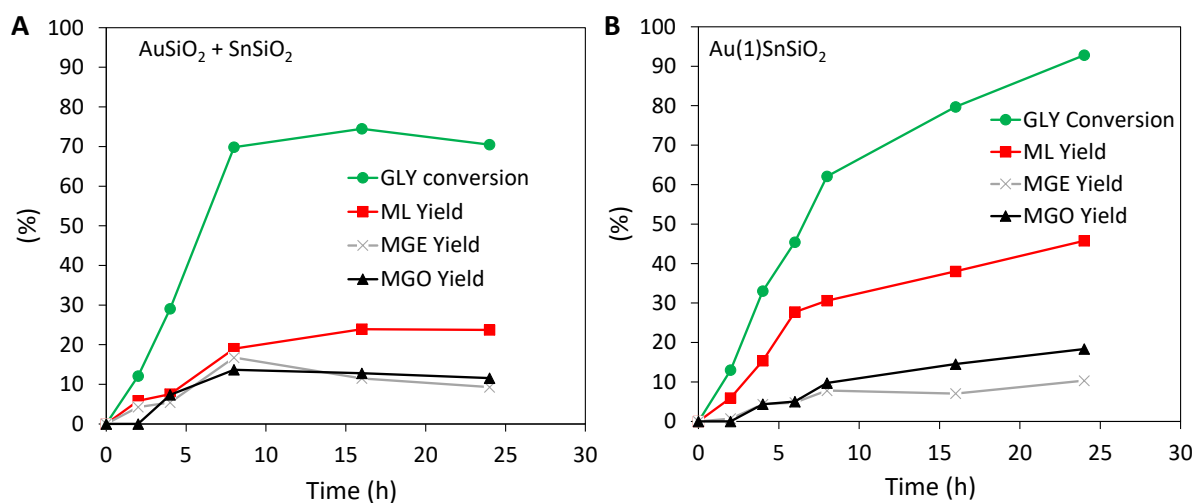 A
AuSiO₂ + SnSiO₂
100
90
80
70
60
50
40
30
20
10
0
(%)
GLY conversion
ML Yield
MGE Yield
MGO Yield
0 5 10 15 20 25 30
Time (h)
B
Au(1)SnSiO₂
100
90
80
70
60
50
40
30
20
10
0
(%)
GLY Conversion
ML Yield
MGE Yield
MGO Yield
0 5 10 15 20 25 30
Time (h)